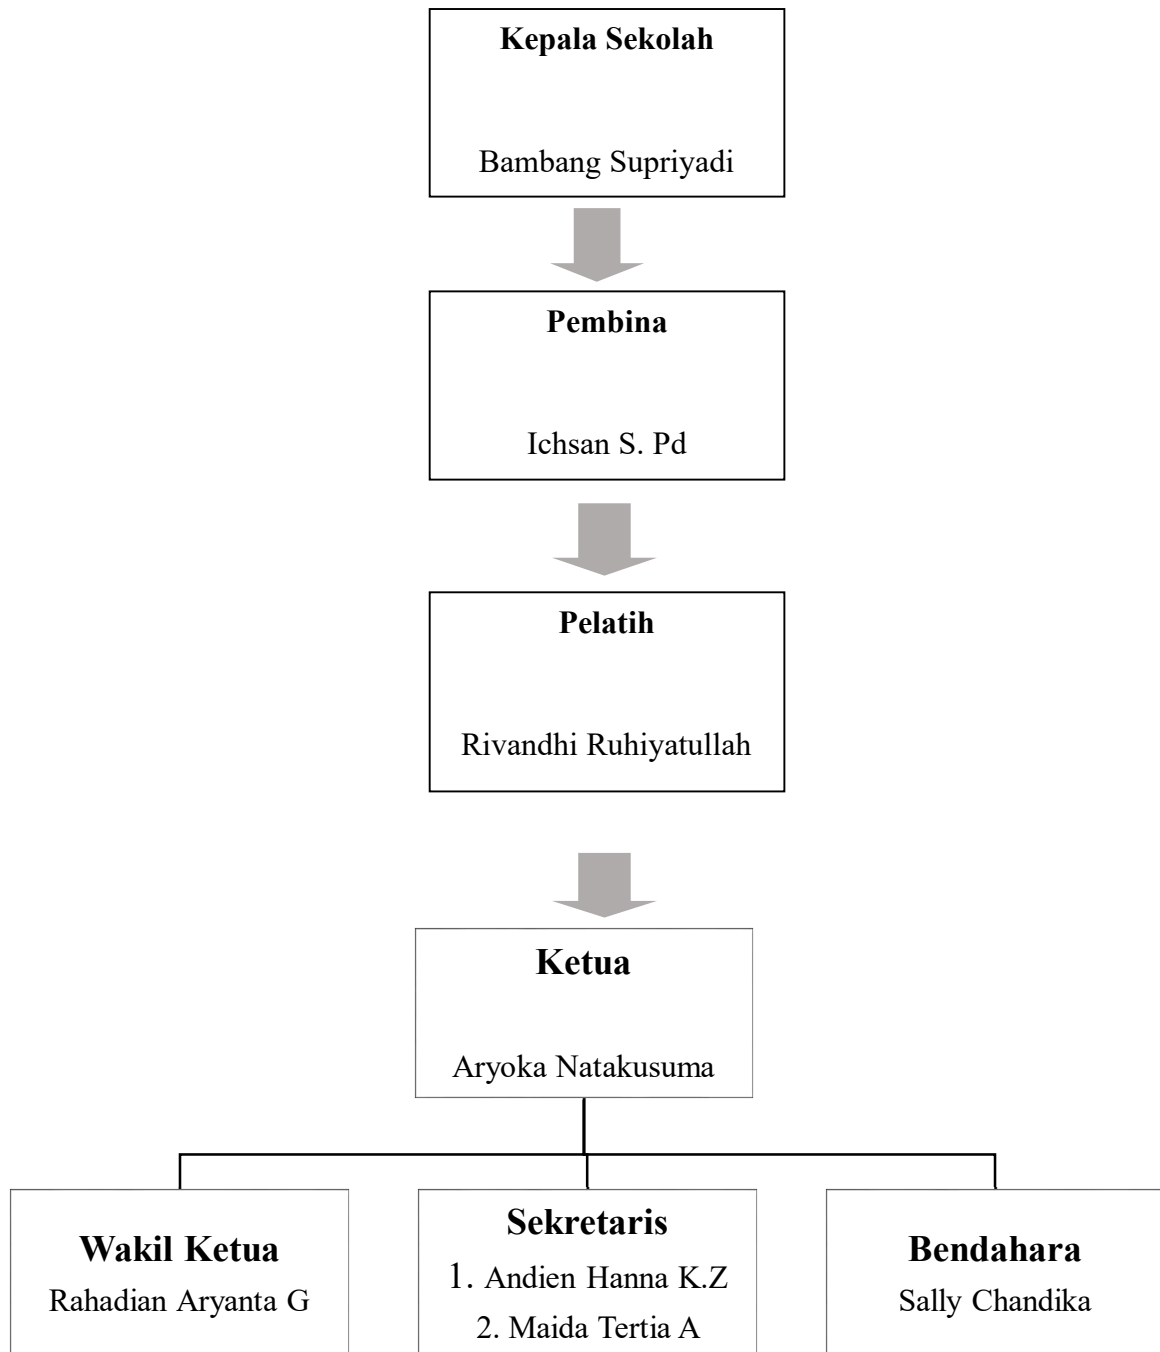 Kepala Sekolah
Bambang Supriyadi
Pembina
Ichsan S. Pd
Pelatih
Rivandhi Ruhiyatullah
Ketua
Aryoka Natakusuma
Wakil Ketua
Rahadian Aryanta G
Sekretaris
1. Andien Hanna K.Z
2. Maida Tertia A
Bendahara
Sally Chandika